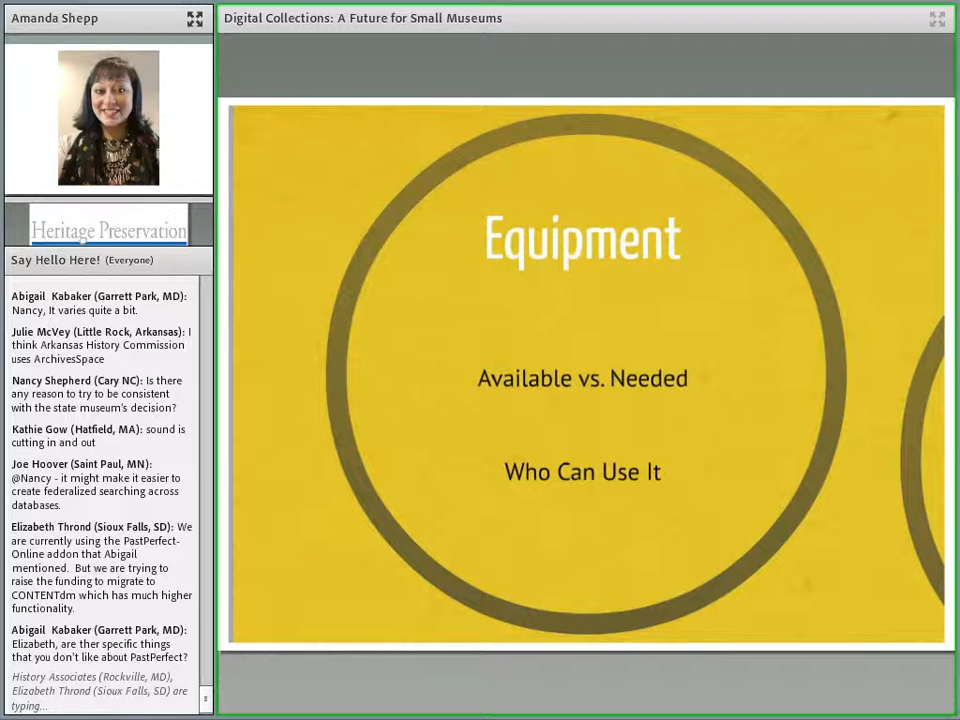 Amanda Shepp
Digital Collections: A Future for Small Museums
Heritage Preservation
Say Hello Here! (Everyone)
Abigail Kabaker (Garrett Park, MD):
Nancy, It varies quite a bit.
Julie McVey (Little Rock, Arkansas): I
think Arkansas History Commission
uses ArchivesSpace
Nancy Shepherd (Cary NC): Is there
any reason to try to be consistent
with the state museum's decision?
Kathie Gow (Hatfield, MA): sound is
cutting in and out
Joe Hoover (Saint Paul, MN):
@Nancy - it might make it easier to
create federalized searching across
databases.
Elizabeth Thrond (Sioux Falls, SD): We
are currently using the PastPerfect-
Online addon that Abigail
mentioned. But we are trying to
raise the funding to migrate to
CONTENTdm which has much higher
functionality.
Abigail Kabaker (Garrett Park, MD):
Elizabeth, are ther specific things
that you don't like about PastPerfect?
History Associates (Rockville, MD),
Elizabeth Thrond (Sioux Falls, SD) are
typing...
Equipment
Available vs. Needed
Who Can Use It